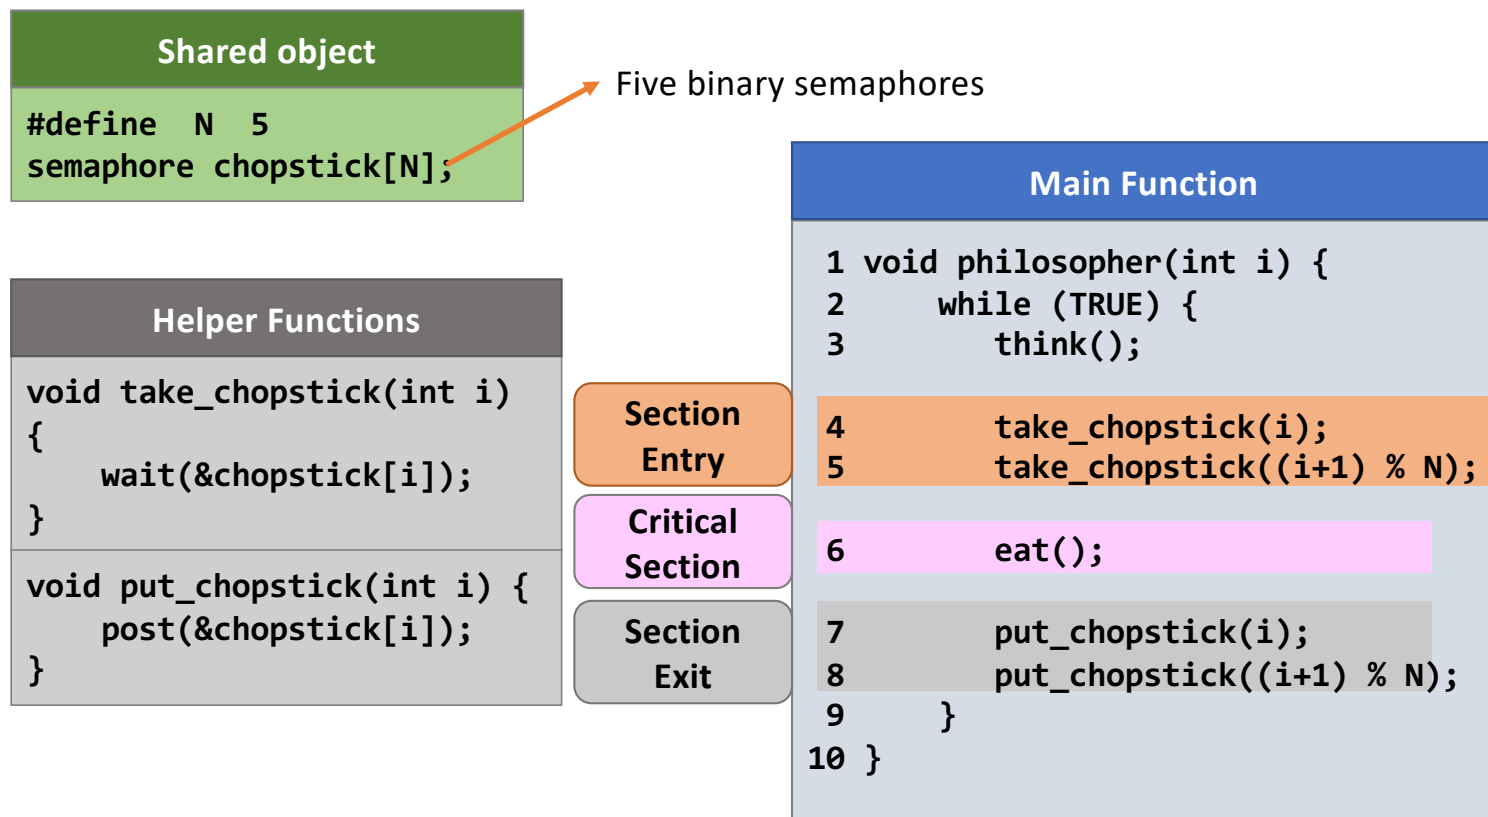 Shared object
#define  N  5
semaphore chopstick[N];
Five binary semaphores
Helper Functions
void take_chopstick(int i)
{
    wait(&chopstick[i]);
}
void put_chopstick(int i) {
    post(&chopstick[i]);
}
Section
Entry
Critical
Section
Section
Exit
Main Function
1 void philosopher(int i) {
2     while (TRUE) {
3        think();
4        take_chopstick(i);
5        take_chopstick((i+1) % N);
6        eat();
7        put_chopstick(i);
8        put_chopstick((i+1) % N);
9     }
10 }